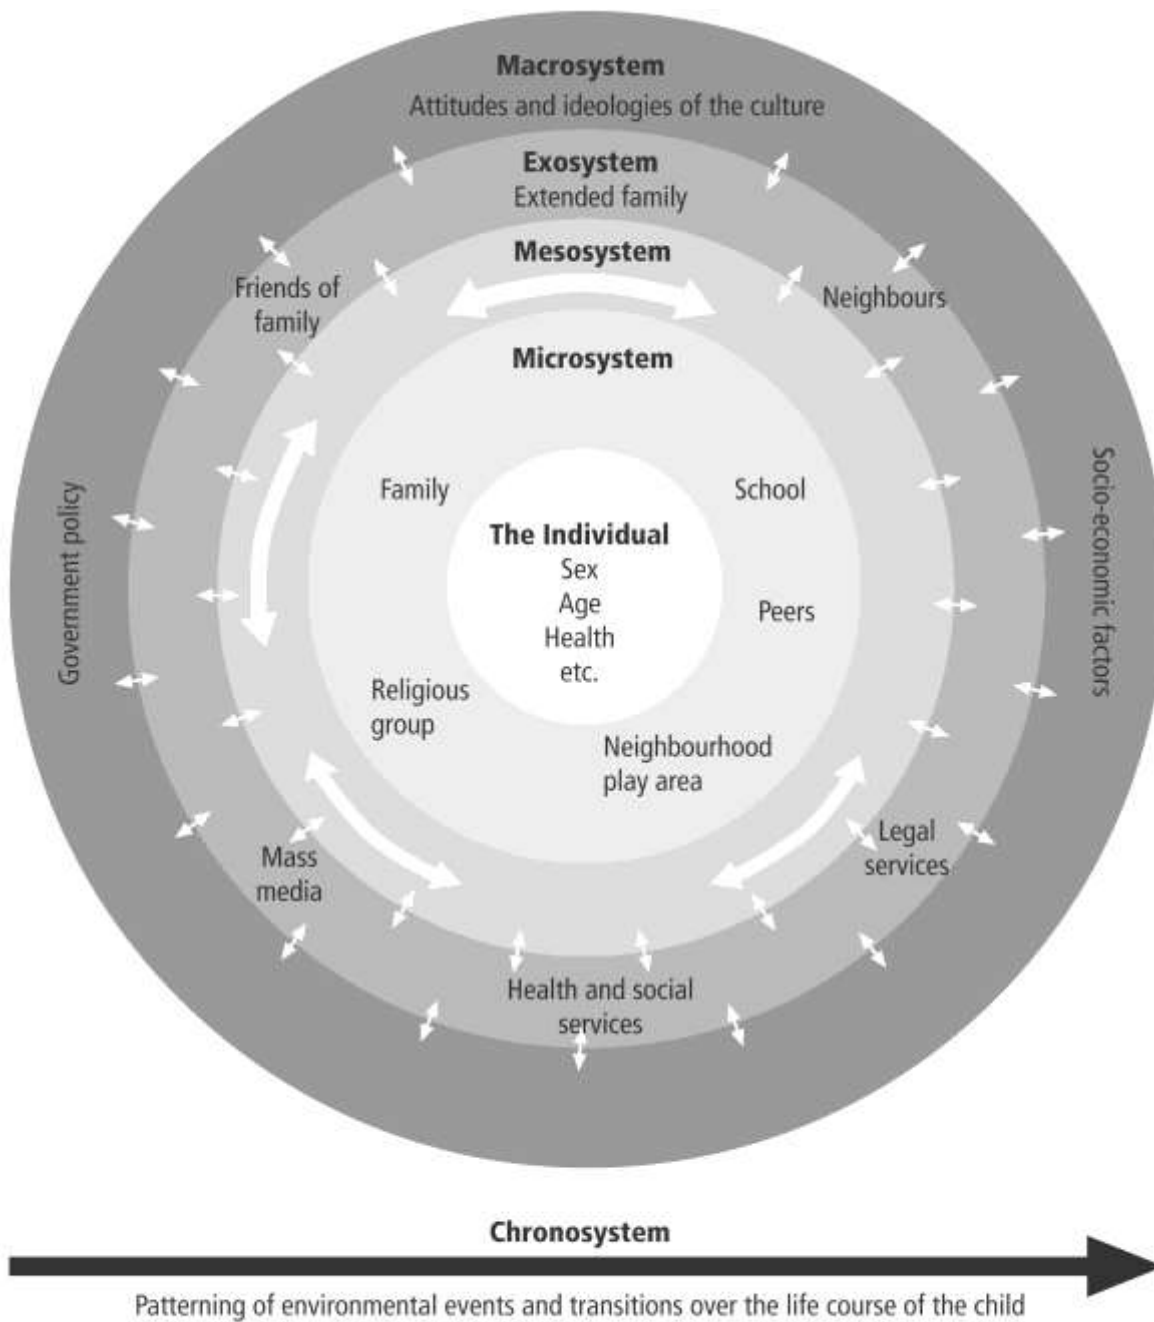 Macrosystem
Attitudes and ideologies of the culture
Exosystem
Extended family
Mesosystem
Friends of
family
Neighbours
Microsystem
Family
School
The Individual
Sex
Age
Health
etc.
Peers
Government policy
Socio-economic factors
Religious
group
Neighbourhood
play area
Mass
media
Legal
services
Health and social
services
Chronosystem
Patterning of environmental events and transitions over the life course of the child